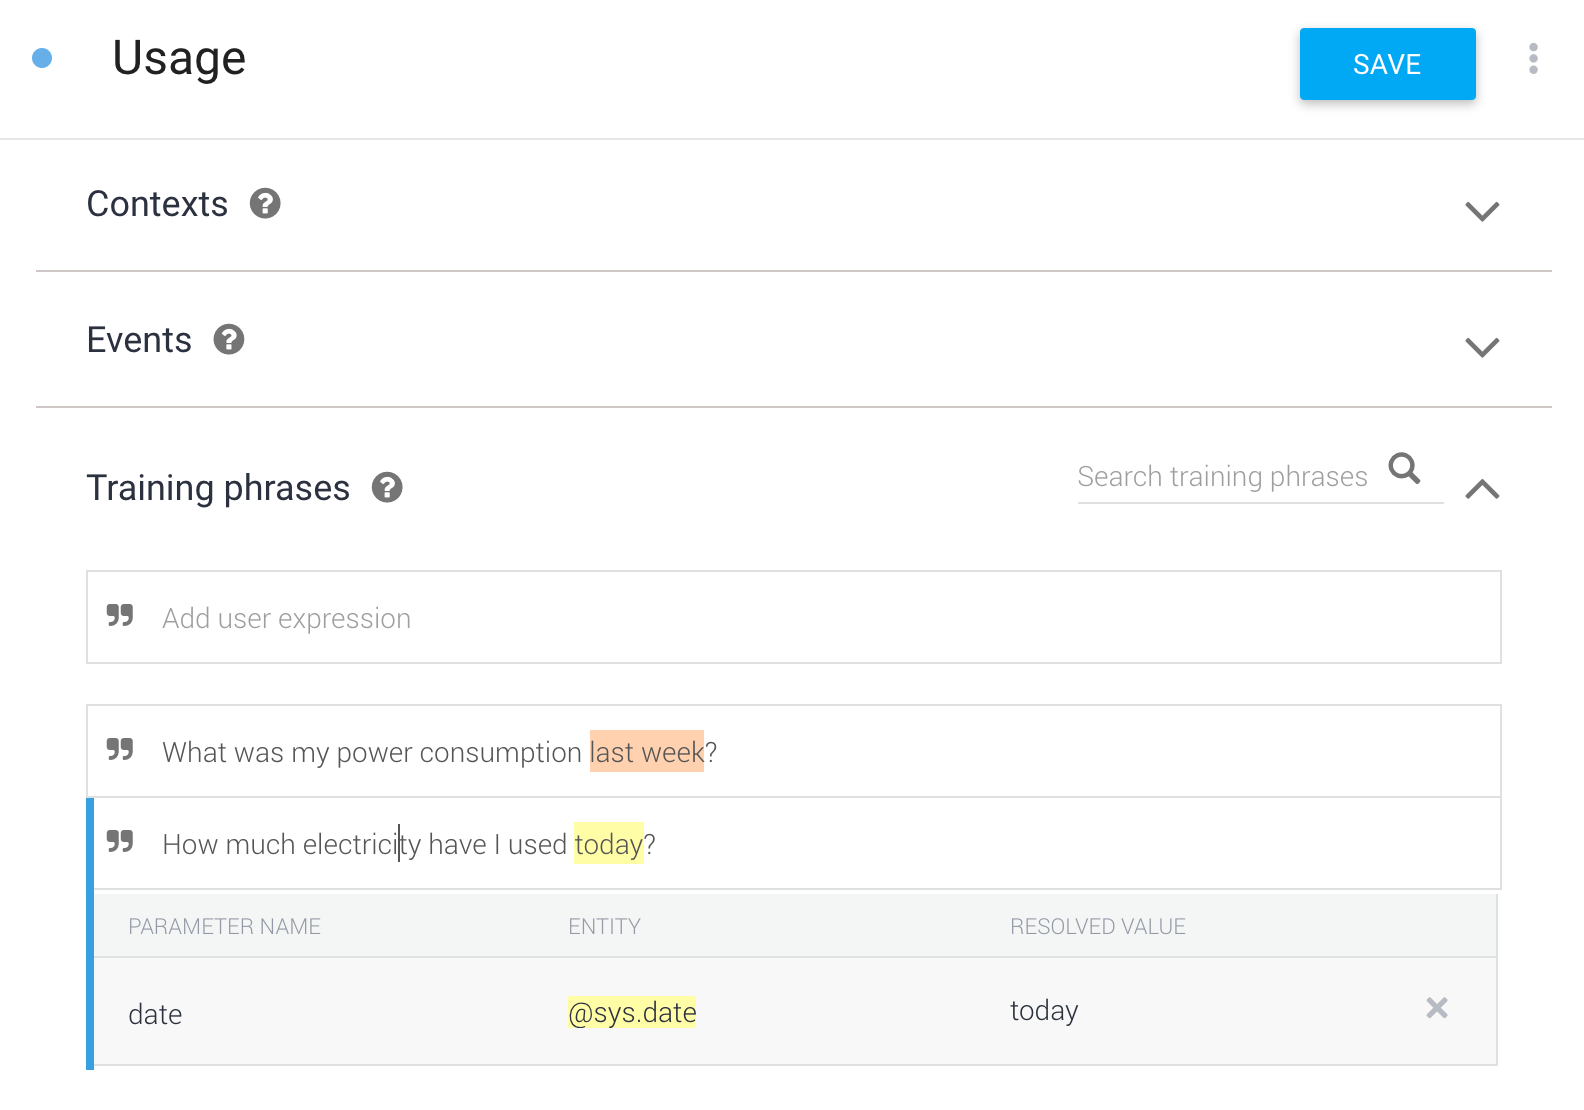 Usage
SAVE
Contexts
Events
Training phrases
Search training phrases
Add user expression
What was my power consumption last week?
How much electricity have I used today?
PARAMETER NAME ENTITY RESOLVED VALUE
date @sys.date today